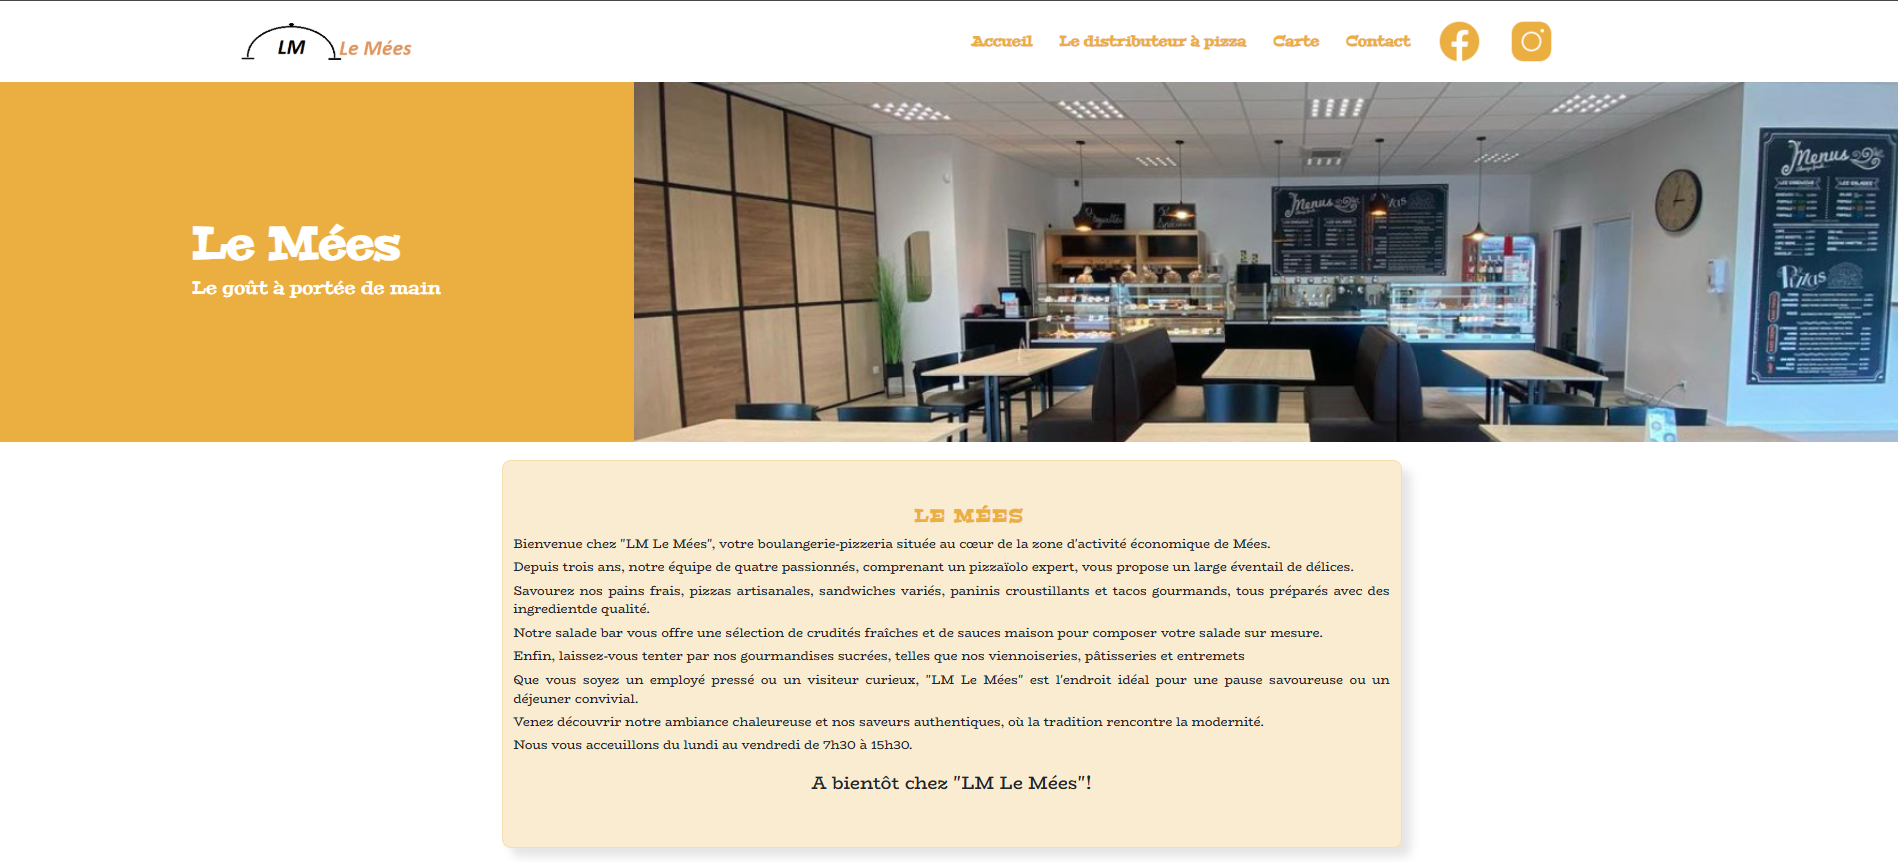 LM Le Mées
Accueil Le distributeur à pizza Carte Contact
Menus
Menus
Pizzas
Le Mées
Le goût à portée de main
LE MÉES
Bienvenue chez "LM Le Mées", votre boulangerie-pizzeria située au cœur de la zone d'activité économique de Mées.
Depuis trois ans, notre équipe de quatre passionnés, comprenant un pizzaïolo expert, vous propose un large éventail de délices.
Savourez nos pains frais, pizzas artisanales, sandwiches variés, paninis croustillants et tacos gourmands, tous préparés avec des
ingredientde qualité.
Notre salade bar vous offre une sélection de crudités fraîches et de sauces maison pour composer votre salade sur mesure.
Enfin, laissez-vous tenter par nos gourmandises sucrées, telles que nos viennoiseries, pâtisseries et entremets
Que vous soyez un employé pressé ou un visiteur curieux, "LM Le Mées" est l'endroit idéal pour une pause savoureuse ou un
déjeuner convivial.
Venez découvrir notre ambiance chaleureuse et nos saveurs authentiques, où la tradition rencontre la modernité.
Nous vous acceuillons du lundi au vendredi de 7h30 à 15h30.
A bientôt chez "LM Le Mées"!